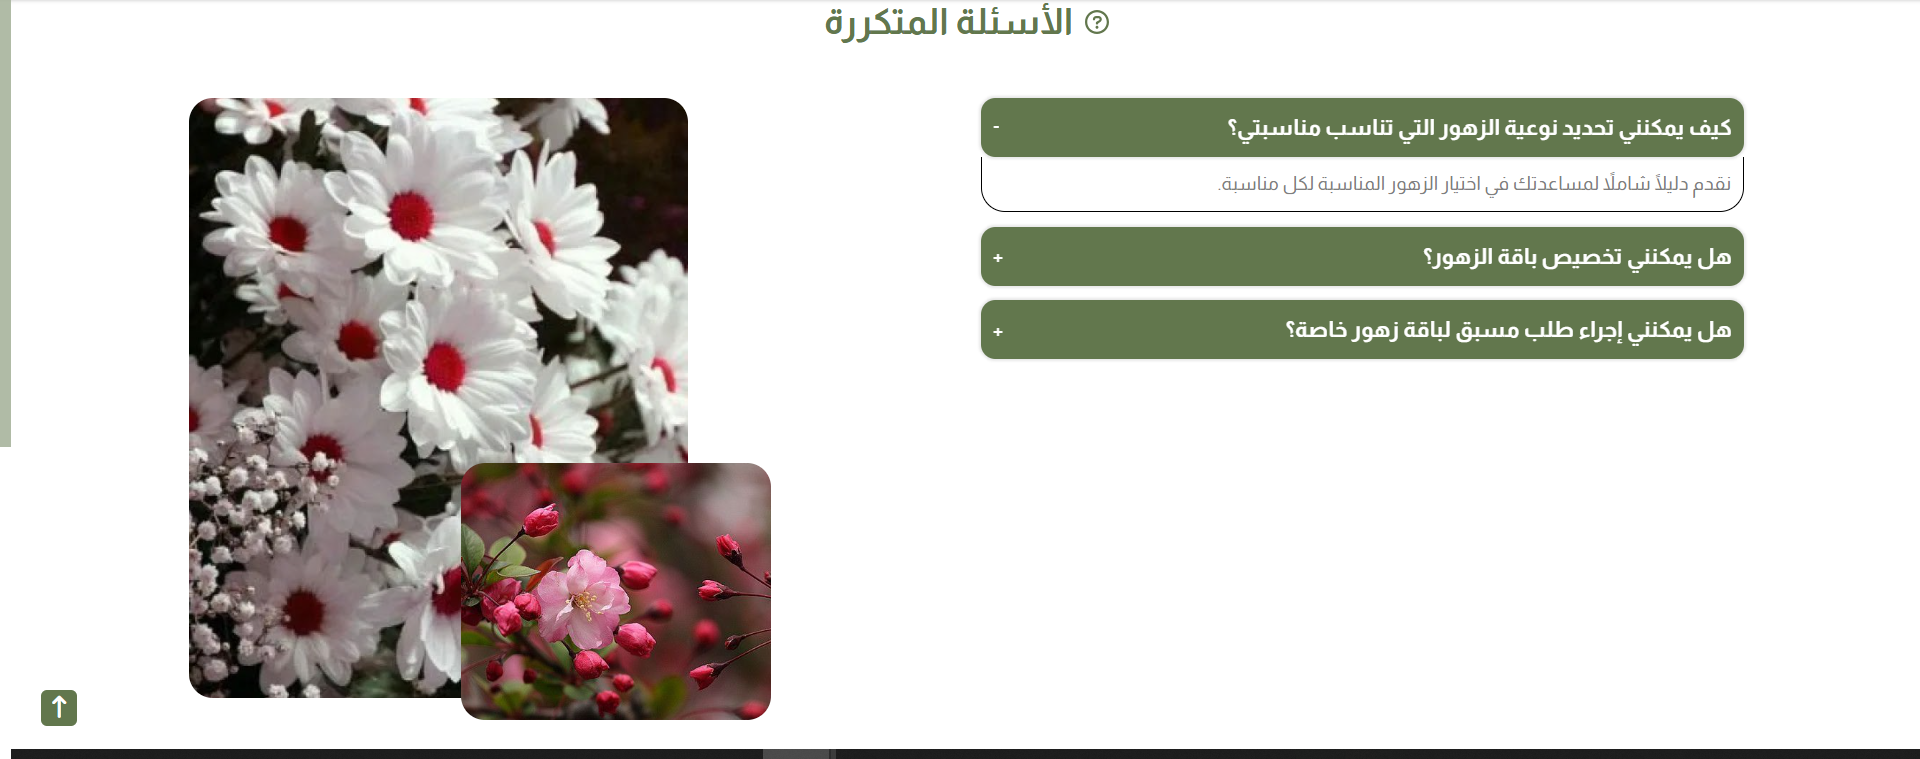 الأسئلة المتكررة
كيف يمكنني تحديد نوعية الزهور التي تناسب مناسبتي؟ -
نقدم دليلاً شاملاً لمساعدتك في اختيار الزهور المناسبة لكل مناسبة.
هل يمكنني تخصيص باقة الزهور؟ +
هل يمكنني إجراء طلب مسبق لباقة زهور خاصة؟ +